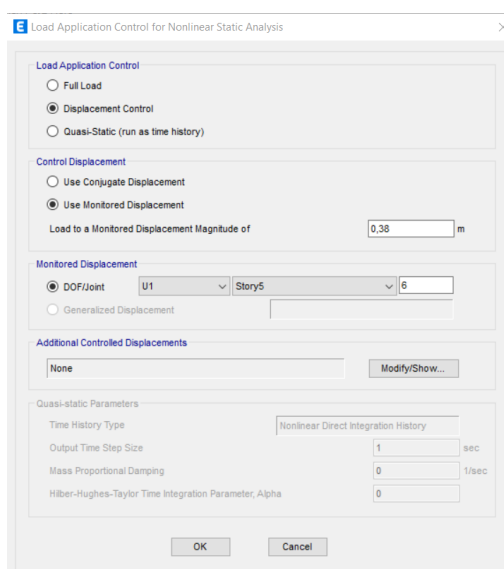 E Load Application Control for Nonlinear Static Analysis
Load Application Control
Full Load
Displacement Control
Quasi-Static (run as time history)
Control Displacement
Use Conjugate Displacement
Use Monitored Displacement
Load to a Monitored Displacement Magnitude of 0,38 m
Monitored Displacement
DOF/Joint U1 Story5 6
Generalized Displacement
Additional Controlled Displacements
None Modify/Show...
Quasi-static Parameters
Time History Type Nonlinear Direct Integration History
Output Time Step Size 1 sec
Mass Proportional Damping 0 1/sec
Hilber-Hughes-Taylor Time Integration Parameter, Alpha 0
OK Cancel